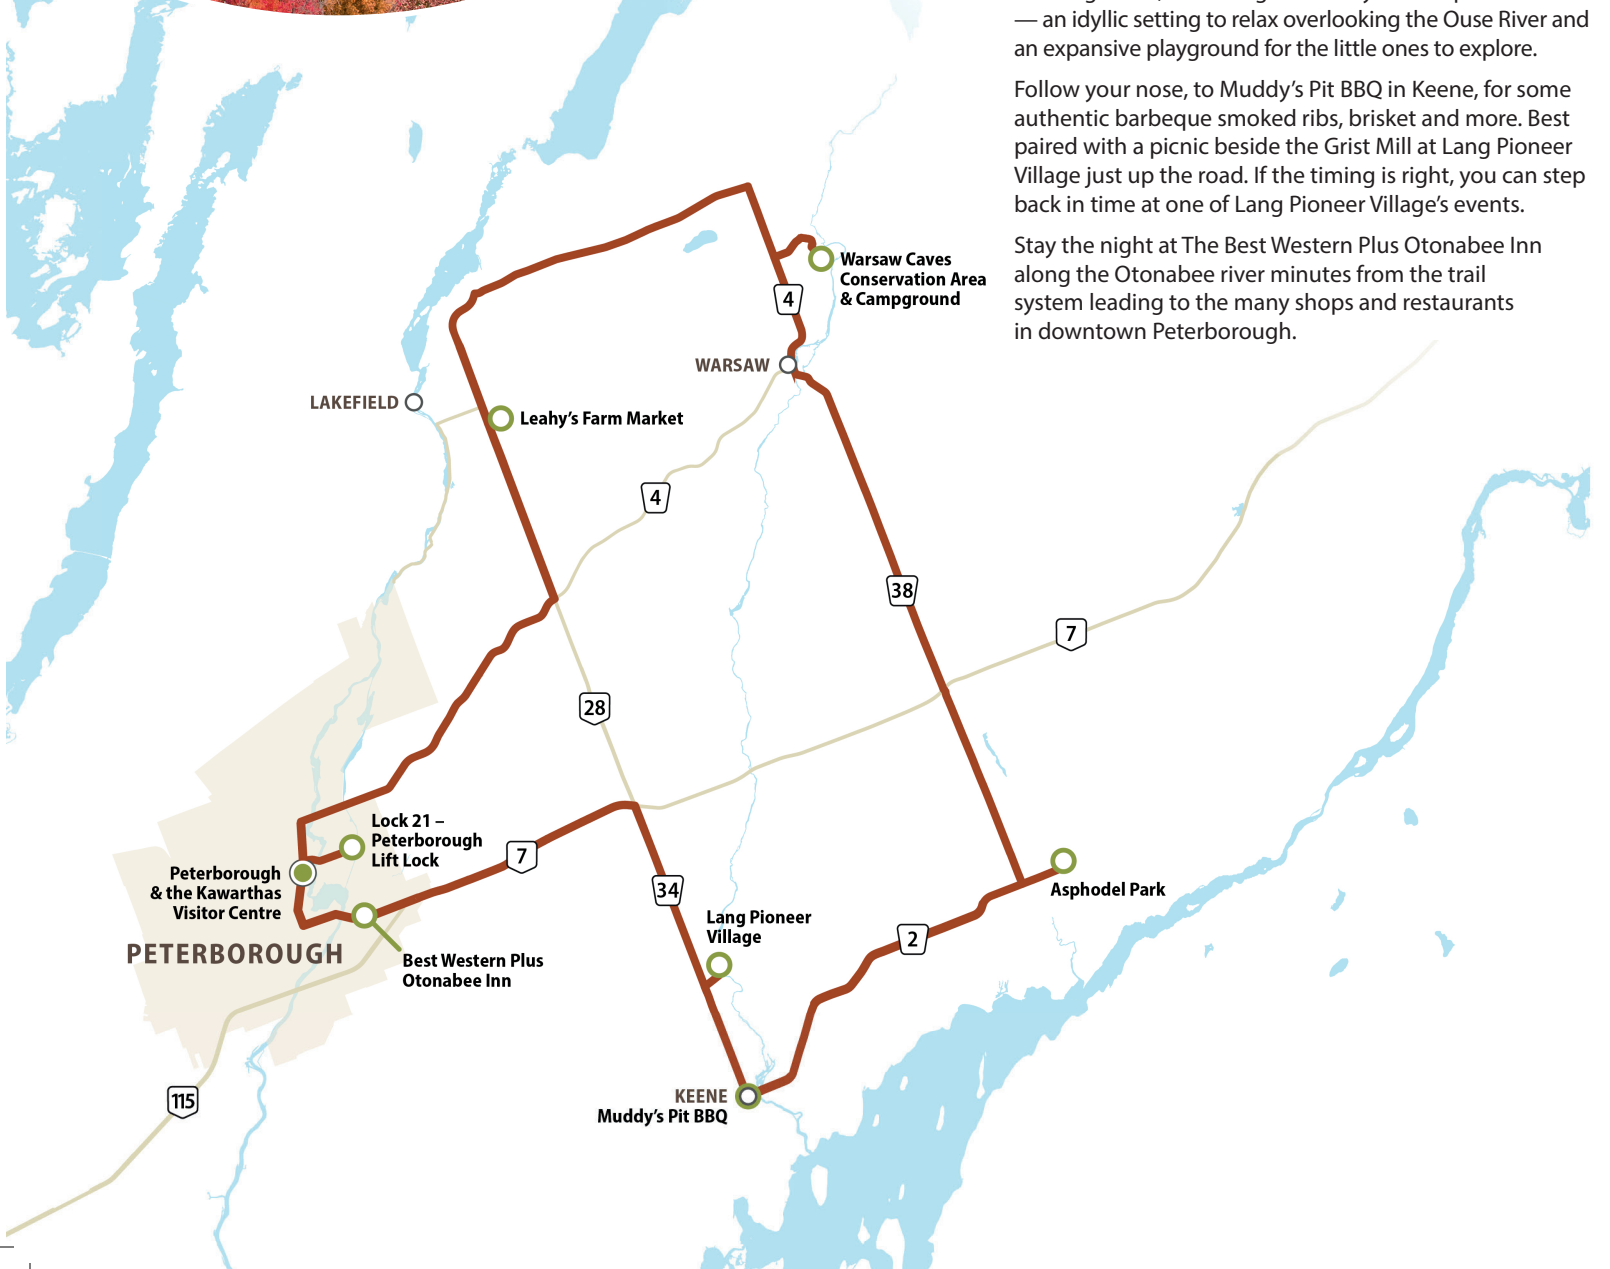 — an idyllic setting to relax overlooking the Ouse River and
an expansive playground for the little ones to explore.
Follow your nose, to Muddy’s Pit BBQ in Keene, for some
authentic barbeque smoked ribs, brisket and more. Best
paired with a picnic beside the Grist Mill at Lang Pioneer
Village just up the road. If the timing is right, you can step
back in time at one of Lang Pioneer Village’s events.
Stay the night at The Best Western Plus Otonabee Inn
along the Otonabee river minutes from the trail
system leading to the many shops and restaurants
in downtown Peterborough.
Warsaw Caves
Conservation Area
& Campground
4
WARSAW
LAKEFIELD
Leahy’s Farm Market
4
38
7
28
Lock 21 –
Peterborough
Lift Lock
7
Peterborough
& the Kawarthas
Visitor Centre
34
Asphodel Park
Lang Pioneer
Village
2
PETERBOROUGH
Best Western Plus
Otonabee Inn
115
KEENE
Muddy’s Pit BBQ